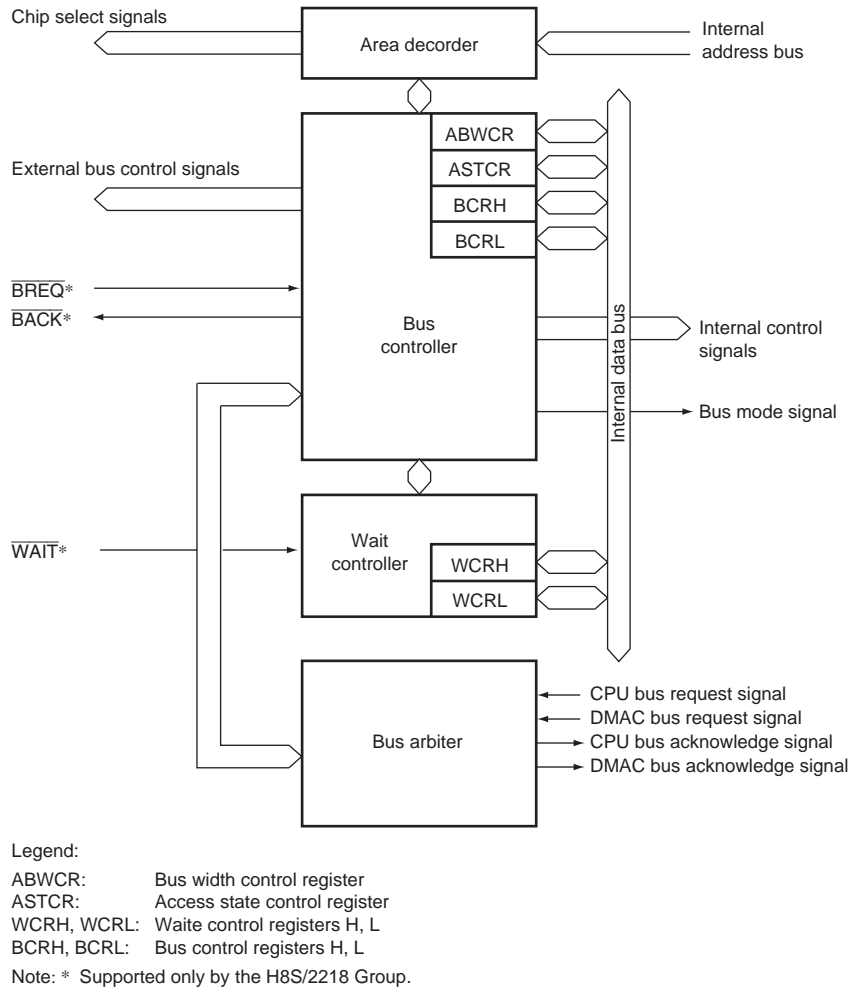 Chip select signals
Area decorder
Internal
address bus
ABWCR
ASTCR
BCRH
BCRL
External bus control signals
BREQ*
BACK*
Bus
controller
Internal data bus
Internal control
signals
Bus mode signal
WAIT*
Wait
controller
WCRH
WCRL
Bus arbiter
CPU bus request signal
DMAC bus request signal
CPU bus acknowledge signal
DMAC bus acknowledge signal
Legend:
ABWCR: Bus width control register
ASTCR: Access state control register
WCRH, WCRL: Waite control registers H, L
BCRH, BCRL: Bus control registers H, L
Note: * Supported only by the H8S/2218 Group.